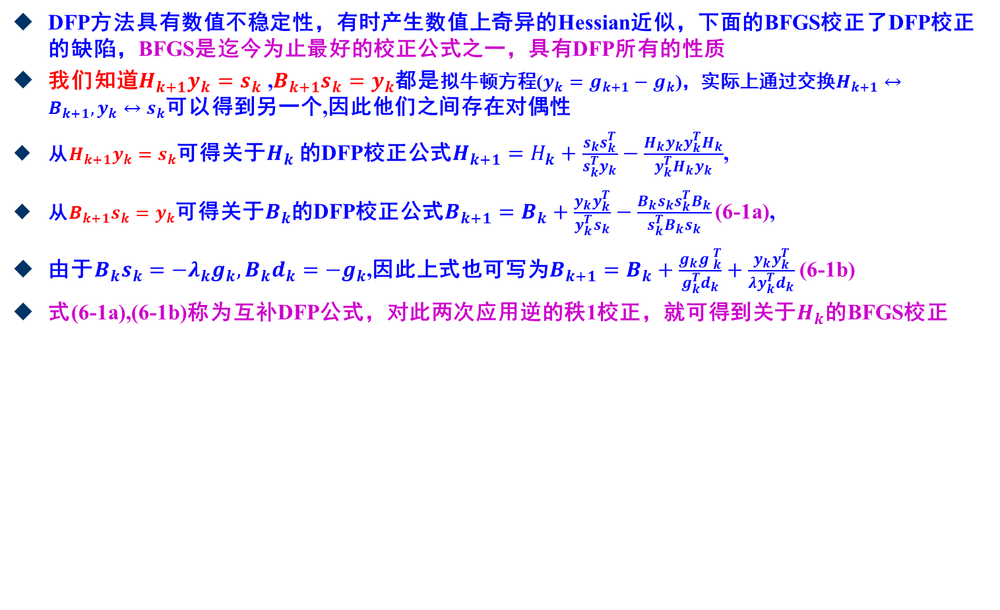 ◆ DFP方法具有数值不稳定性，有时产生数值上奇异的Hessian近似，下面的BFGS校正了DFP校正
的缺陷，BFGS是迄今为止最好的校正公式之一，具有DFP所有的性质
◆ 我们知道$H_{k+1}y_k = s_k$ ,$B_{k+1}s_k = y_k$都是拟牛顿方程($y_k = g_{k+1} - g_k$)，实际上通过交换$H_{k+1} \leftrightarrow$
$B_{k+1}, y_k \leftrightarrow s_k$可以得到另一个,因此他们之间存在对偶性
◆ 从$H_{k+1}y_k = s_k$可得关于$H_k$ 的DFP校正公式$H_{k+1} = H_k + \frac{s_k s_k^T}{s_k^T y_k} - \frac{H_k y_k y_k^T H_k}{y_k^T H_k y_k}$,
◆ 从$B_{k+1}s_k = y_k$可得关于$B_k$的DFP校正公式$B_{k+1} = B_k + \frac{y_k y_k^T}{y_k^T s_k} - \frac{B_k s_k s_k^T B_k}{s_k^T B_k s_k}$(6-1a),
◆ 由于$B_k s_k = -\lambda_k g_k, B_k d_k = -g_k$,因此上式也可写为$B_{k+1} = B_k + \frac{g_k g_k^T}{g_k^T d_k} + \frac{y_k y_k^T}{\lambda y_k^T d_k}$(6-1b)
◆ 式(6-1a),(6-1b)称为互补DFP公式，对此两次应用逆的秩1校正，就可得到关于$H_k$的BFGS校正